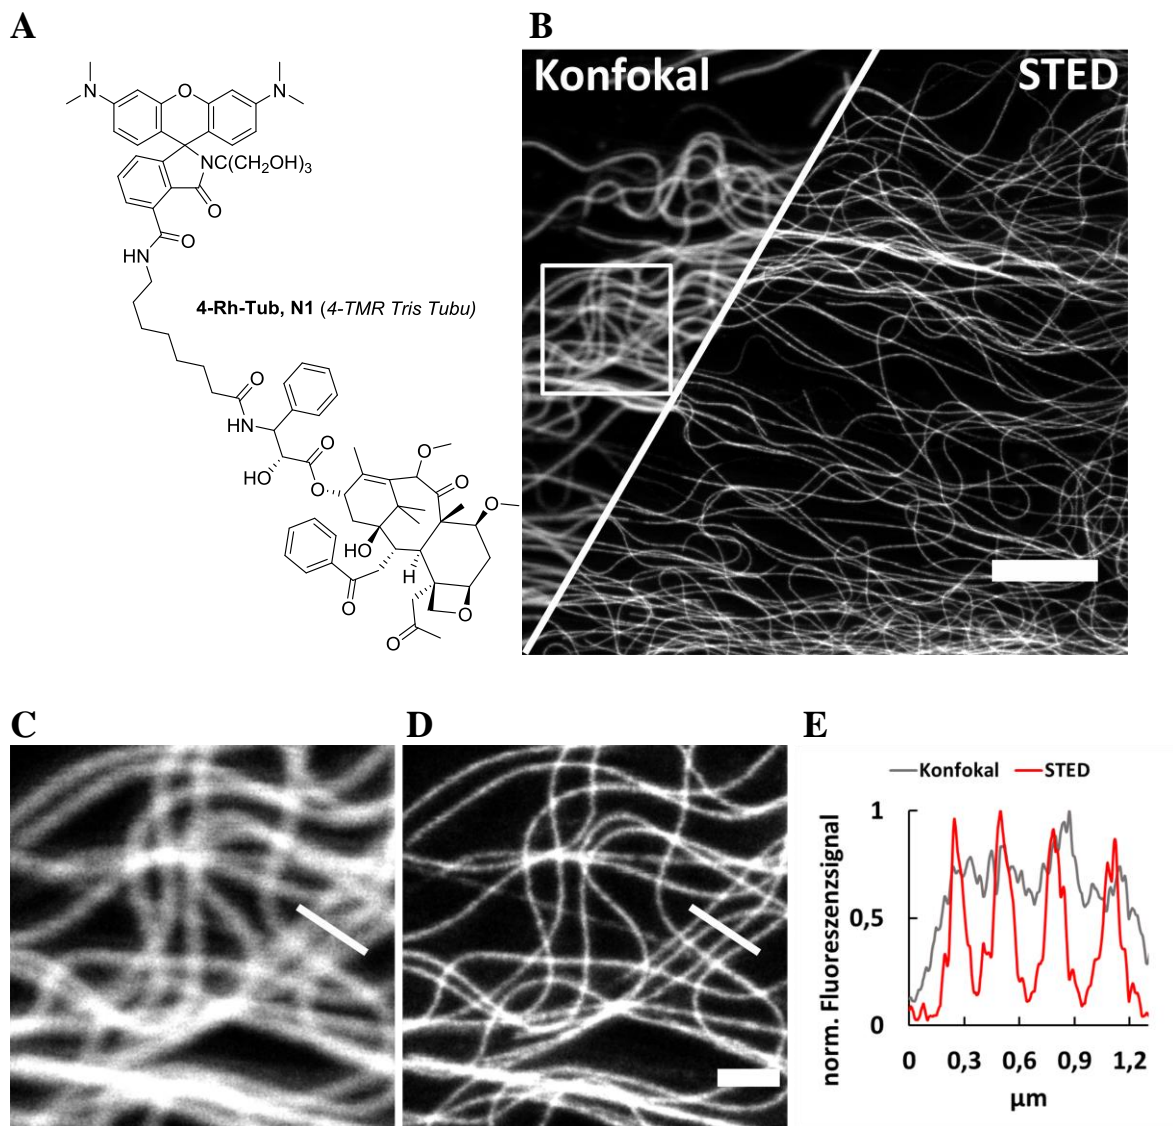 A
B
N
O
N
NC(CH2OH)3
O
O
HN
4-Rh-Tub, N1 (4-TMR Tris Tubu)
O
HN
O
HO
O
O
O
O
HO
H
O
O
O
Konfokal
STED
C
D
E
Konfokal
STED
norm. Fluoreszenzsignal
1
0,5
0
0
0,3
0,6
0,9
1,2
µm